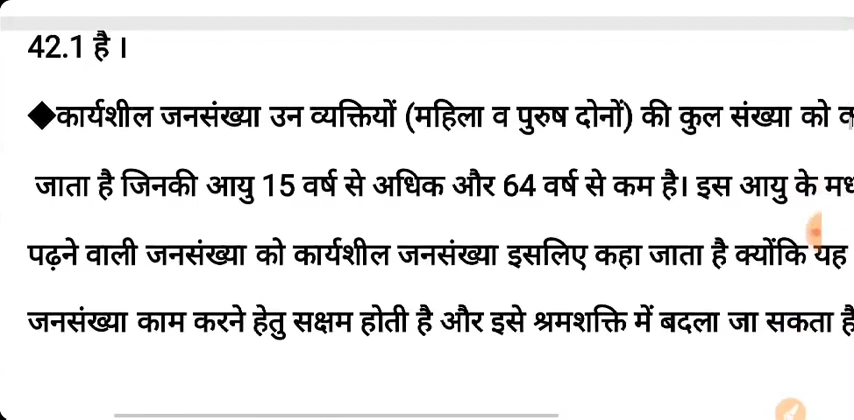 42.1 है ।
◆कार्यशील जनसंख्या उन व्यक्तियों (महिला व पुरुष दोनों) की कुल संख्या को
जाता है जिनकी आयु 15 वर्ष से अधिक और 64 वर्ष से कम है। इस आयु के
पढ़ने वाली जनसंख्या को कार्यशील जनसंख्या इसलिए कहा जाता है क्योंकि यह
जनसंख्या काम करने हेतु सक्षम होती है और इसे श्रमशक्ति में बदला जा सकता है